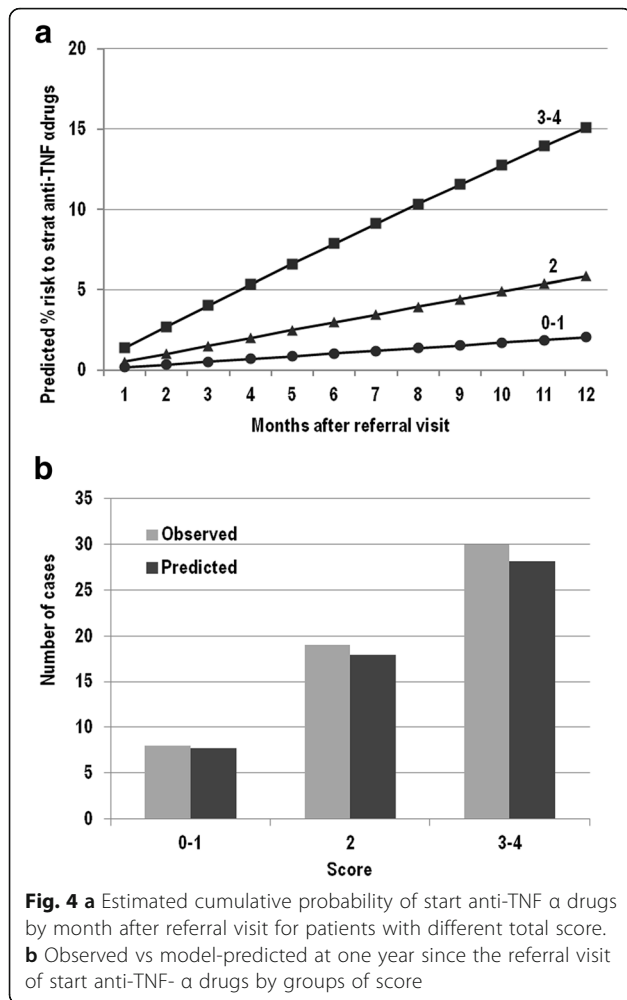 a
20
15
10
5
0
Predicted % risk to strat anti-TNF αdrugs
3-4
2
0-1
1 2 3 4 5 6 7 8 9 10 11 12
Months after referral visit
b
35
30
25
20
15
10
5
0
Number of cases
Observed
Predicted
0-1 2 3-4
Score
Fig. 4 a Estimated cumulative probability of start anti-TNF α drugs
by month after referral visit for patients with different total score.
b Observed vs model-predicted at one year since the referral visit
of start anti-TNF- α drugs by groups of score